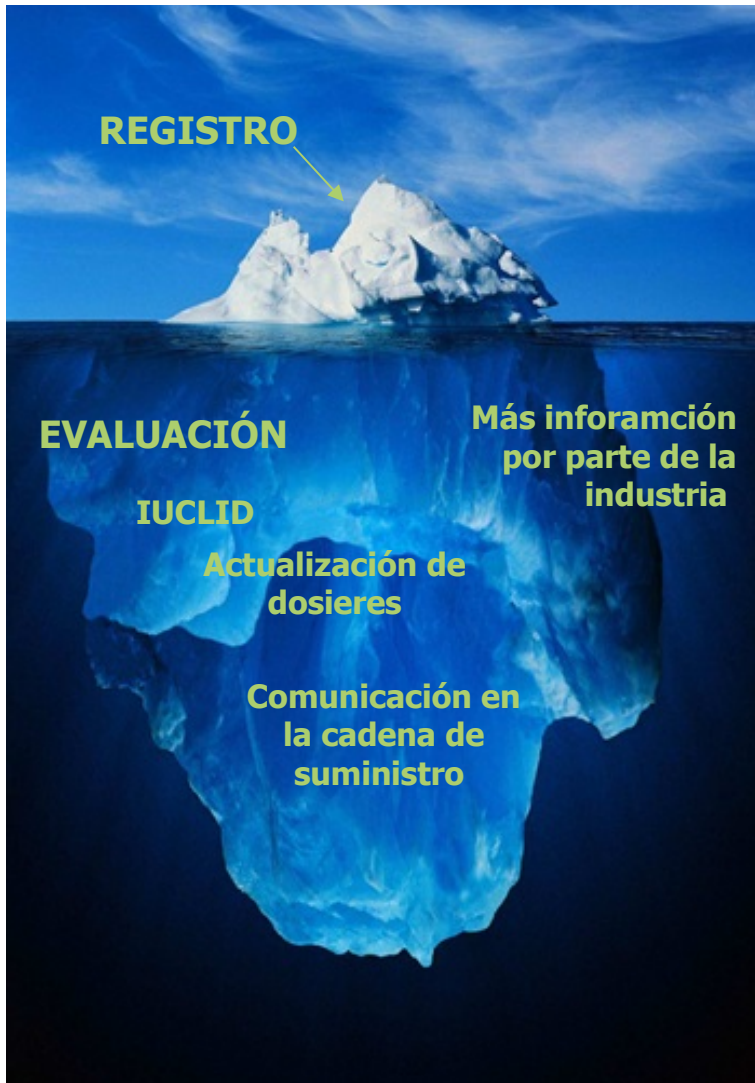 REGISTRO
EVALUACIÓN
Más inforamción
por parte de la
industria
IUCLID
Actualización de
dosieres
Comunicación en
la cadena de
suministro